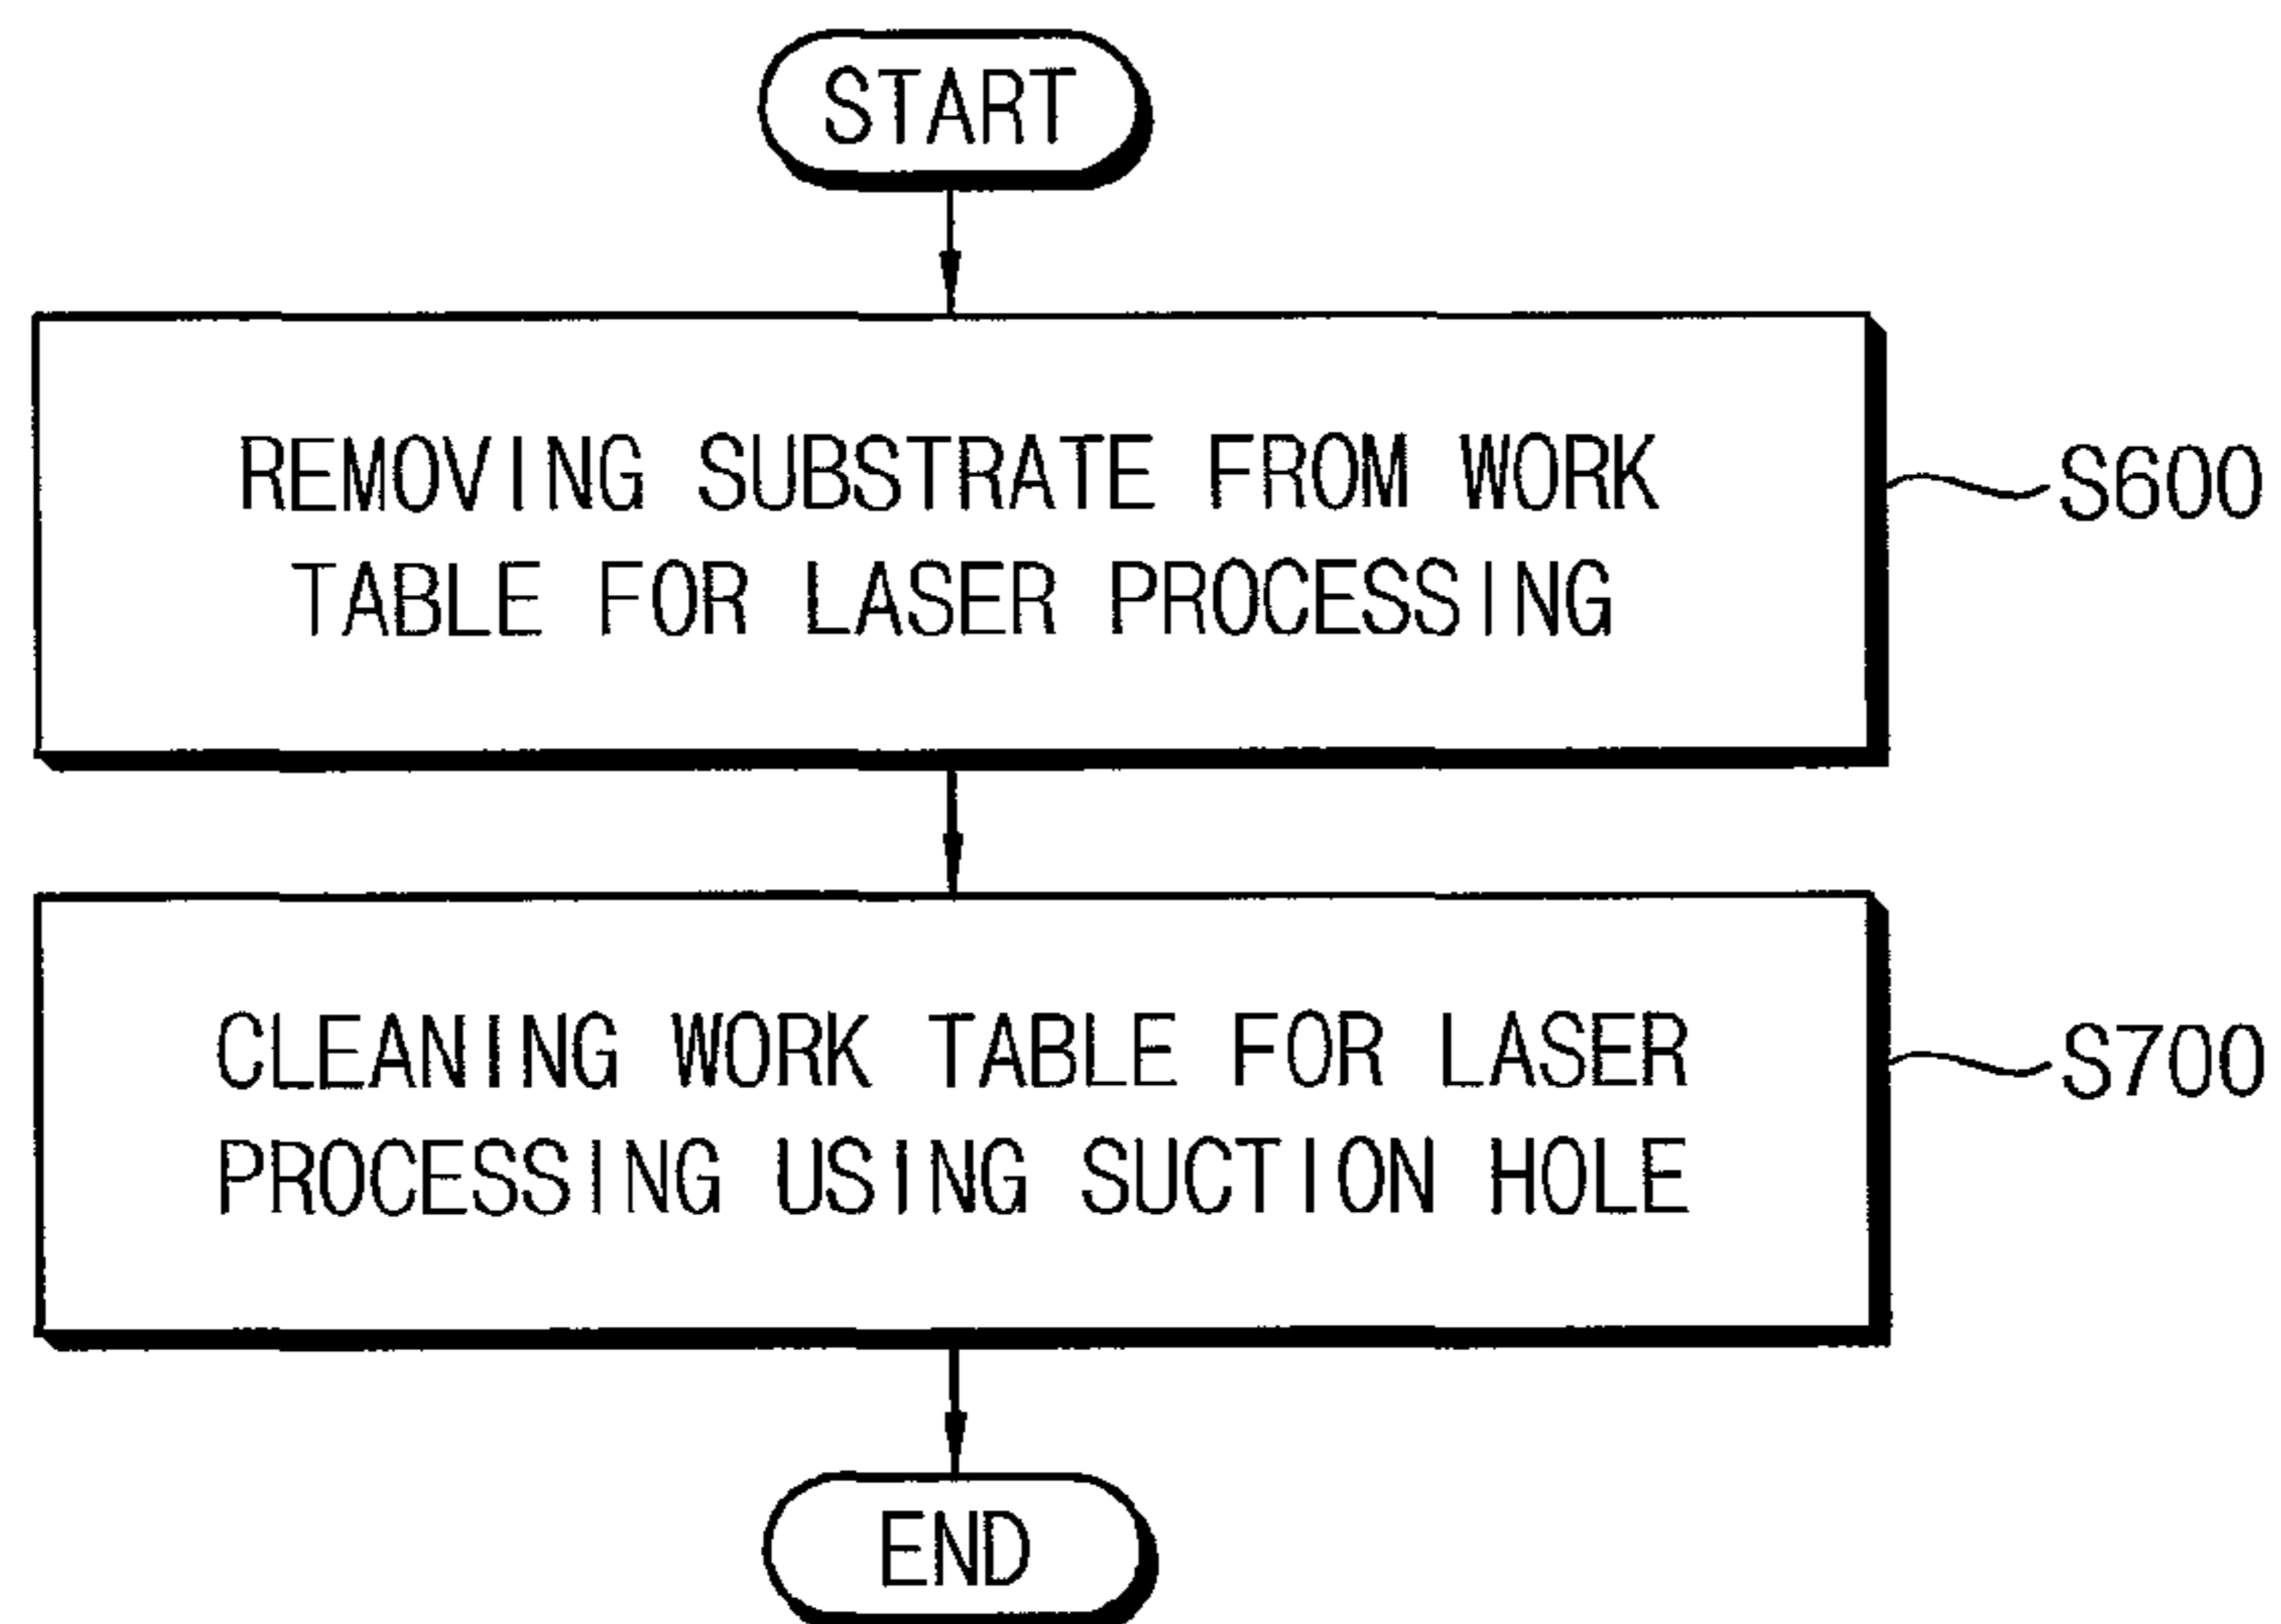 START
REMOVING SUBSTRATE FROM WORK
TABLE FOR LASER PROCESSING
S600
CLEANING WORK TABLE FOR LASER
PROCESSING USING SUCTION HOLE
S700
END